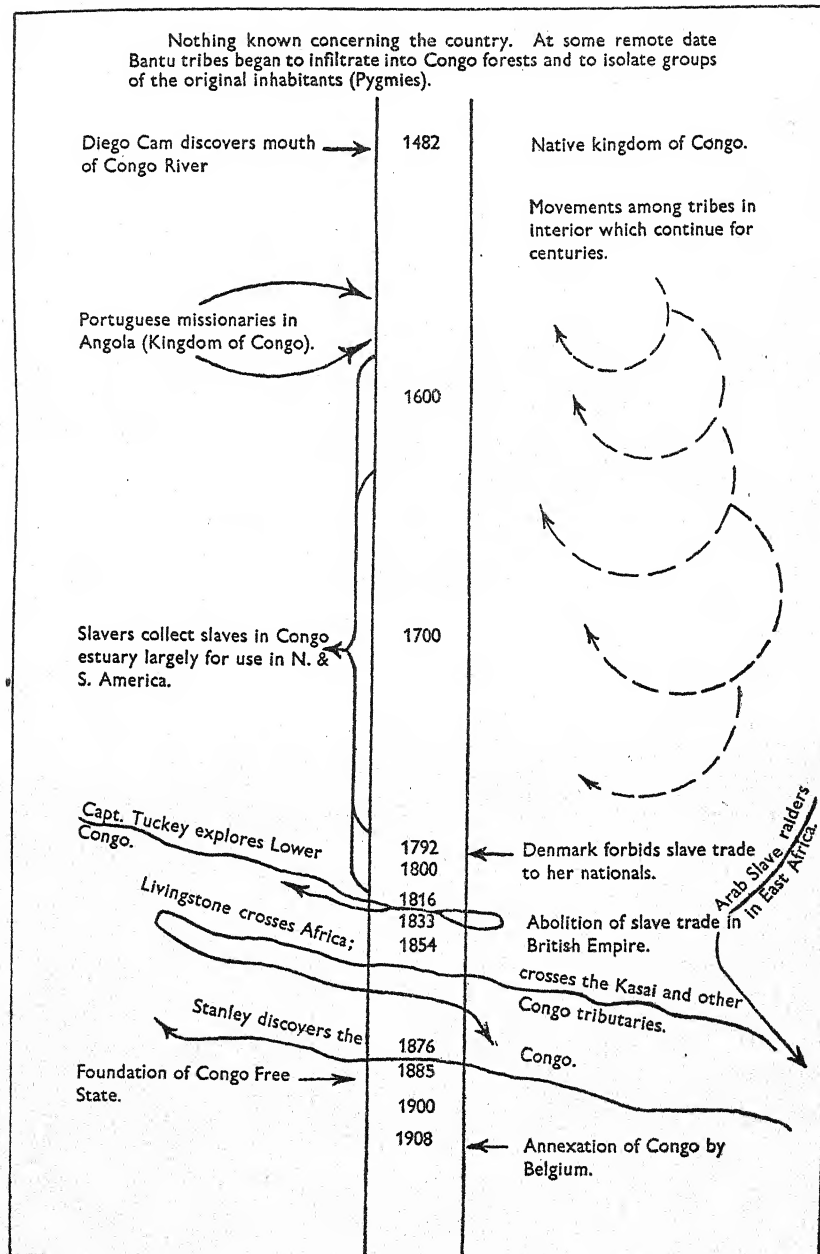 Nothing known concerning the country. At some remote date
Bantu tribes began to infiltrate into Congo forests and to isolate groups
of the original inhabitants (Pygmies).
Diego Cam discovers mouth
of Congo River
1482
Native kingdom of Congo.
Movements among tribes in
interior which continue for
centuries.
Portuguese missionaries in
Angola (Kingdom of Congo).
1600
Slavers collect slaves in Congo
estuary largely for use in N. &
S. America.
1700
Capt. Tuckey explores Lower
Congo.
1792
1800
Denmark forbids slave trade
to her nationals.
Arab Slave raiders
in East Africa.
1816
1833
1854
Abolition of slave trade in
British Empire.
Livingstone crosses Africa;
crosses the Kasai and other
Congo tributaries.
Stanley discoyers the
Congo.
1876
1885
Foundation of Congo Free
State.
1900
1908
Annexation of Congo by
Belgium.